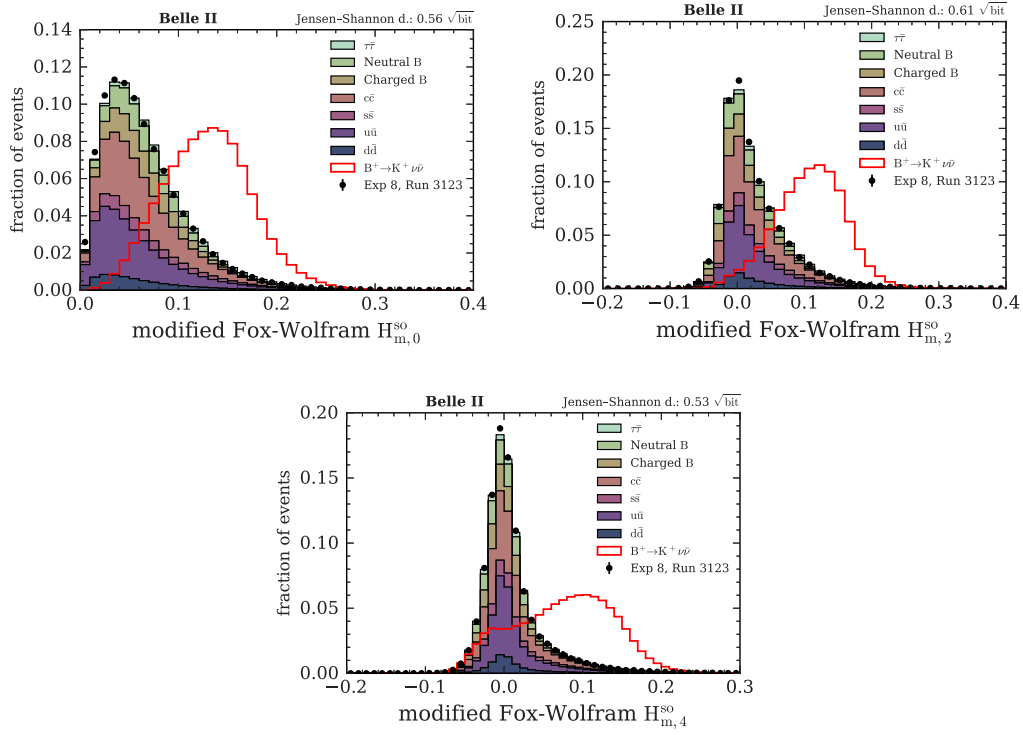 Belle II Jensen–Shannon d.: 0.56 √bit
fraction of events
0.14
0.12
0.10
0.08
0.06
0.04
0.02
0.00
ττ̄
Neutral B
Charged B
cc̄
ss̄
uū
dd̄
B⁺→K⁺νν̄
Exp 8, Run 3123
0.0 0.1 0.2 0.3 0.4
modified Fox-Wolfram H^so_m,0
Belle II Jensen–Shannon d.: 0.61 √bit
fraction of events
0.25
0.20
0.15
0.10
0.05
0.00
ττ̄
Neutral B
Charged B
cc̄
ss̄
uū
dd̄
B⁺→K⁺νν̄
Exp 8, Run 3123
−0.2 −0.1 0.0 0.1 0.2 0.3 0.4
modified Fox-Wolfram H^so_m,2
Belle II Jensen–Shannon d.: 0.53 √bit
fraction of events
0.20
0.15
0.10
0.05
0.00
ττ̄
Neutral B
Charged B
cc̄
ss̄
uū
dd̄
B⁺→K⁺νν̄
Exp 8, Run 3123
−0.2 −0.1 0.0 0.1 0.2 0.3
modified Fox-Wolfram H^so_m,4